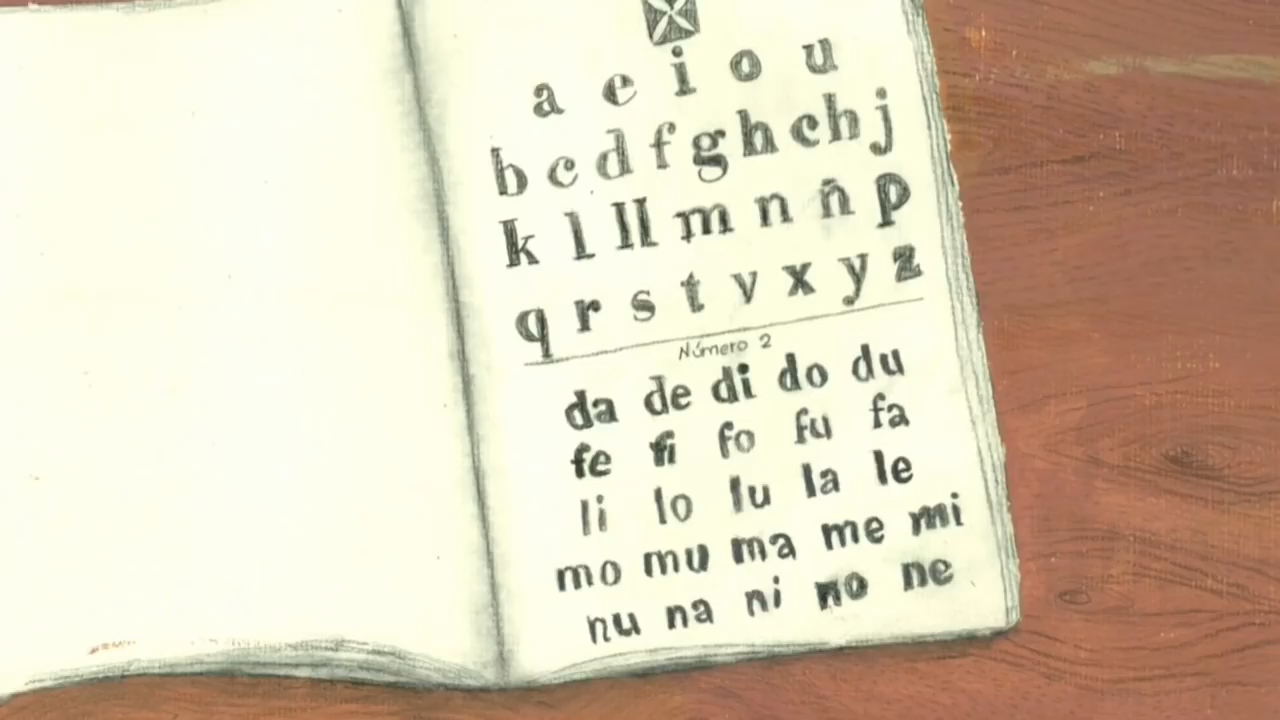 a e i o u
b c d f g h ch j
k l ll m n ñ p
q r s t v x y z
Número 2
da de di do du
fe fi fo fu fa
li lo lu la le
mo mu ma me mi
nu na ni no ne